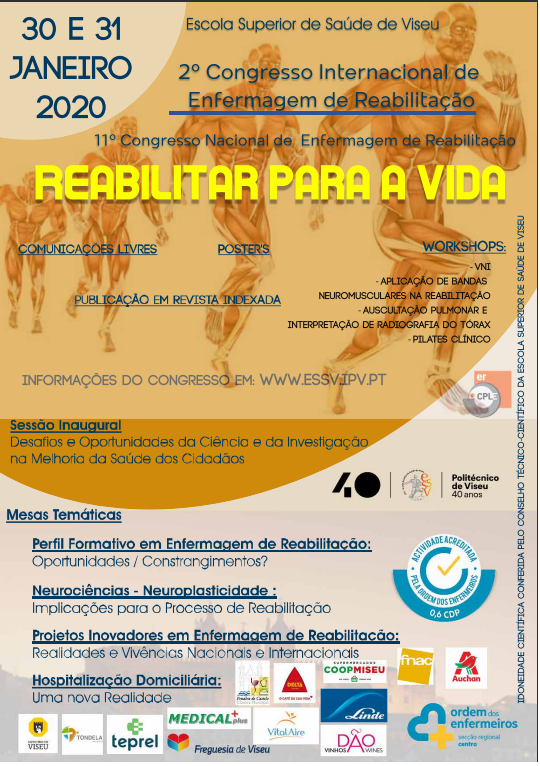 30 E 31
JANEIRO
2020
Escola Superior de Saúde de Viseu
2º Congresso Internacional de
Enfermagem de Reabilitação
11º Congresso Nacional de Enfermagem de Reabilitação
REABILITAR PARA A VIDA
COMUNICAÇÕES LIVRES
POSTER'S
PUBLICAÇÃO EM REVISTA INDEXADA
WORKSHOPS:
- VNI
- APLICAÇÃO DE BANDAS
NEUROMUSCULARES NA REABILITAÇÃO
- AUSCULTAÇÃO PULMONAR E
INTERPRETAÇÃO DE RADIOGRAFIA DO TÓRAX
- PILATES CLÍNICO
INFORMAÇÕES DO CONGRESSO EM: WWW.ESSV.IPV.PT
er
CPLE
IDONEIDADE CIENTÍFICA CONFERIDA PELO CONSELHO TÉCNICO-CIENTÍFICO DA ESCOLA SUPERIOR DE SAÚDE DE VISEU
Sessão Inaugural
Desafios e Oportunidades da Ciência e da Investigação
na Melhoria da Saúde dos Cidadãos
40
essv
Politécnico
de Viseu
40 anos
Mesas Temáticas
Perfil Formativo em Enfermagem de Reabilitação:
Oportunidades / Constrangimentos?
Neurociências - Neuroplasticidade :
Implicações para o Processo de Reabilitação
Projetos Inovadores em Enfermagem de Reabilitação:
Realidades e Vivências Nacionais e Internacionais
Hospitalização Domiciliária:
Uma nova Realidade
ACTIVIDADE ACREDITADA
PELA ORDEM DOS ENFERMEIROS
0,6 CDP
DELTA
SUPERMERCADOS
COOPMISEU
fnac
Auchan
VISEU
TONDELA
teprel
MEDICAL+ plus
Freguesia de Viseu
VitalAire
Linde
DÃO
VINHOS WINES
ordem dos
enfermeiros
secção regional
centro